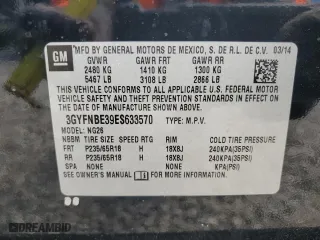 GM
MFD BY GENERAL MOTORS DE MEXICO, S. DE R.L. DE C.V. 03/14
GVWR GAWR FRT GAWR RR
2480 KG 1410 KG 1300 KG
5467 LB 3108 LB 2866 LB
THIS VEHICLE CONFORMS TO ALL APPLICABLE U.S. FEDERAL MOTOR
VEHICLE SAFETY AND THEFT PREVENTION STANDARDS IN EFFECT ON
THE DATE OF MANUFACTURE SHOWN ABOVE.
3GYFNBE39ES633570 TYPE: M.P.V.
MODEL: NG26
TIRE SIZE SPEED RTG RIM COLD TIRE PRESSURE
FRT P235/65R18 H 18X8J 240KPA(35PSI)
RR P235/65R18 H 18X8J 240KPA(35PSI)
SPA NONE NONE KPA(PSI)
SEE OWNER'S MANUAL FOR ADDITIONAL INFORMATION.